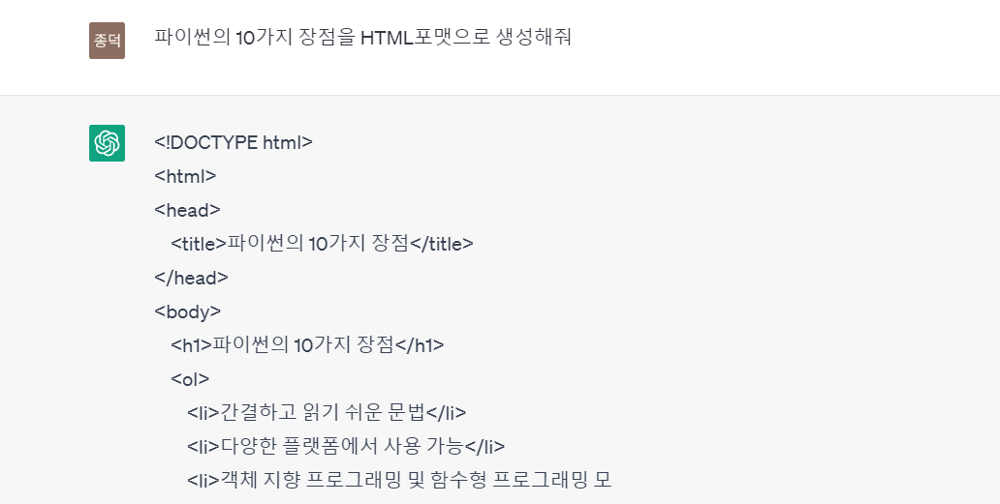 종덕
파이썬의 10가지 장점을 HTML포맷으로 생성해줘
<!DOCTYPE html>
<html>
<head>
<title>파이썬의 10가지 장점</title>
</head>
<body>
<h1>파이썬의 10가지 장점</h1>
<ol>
<li>간결하고 읽기 쉬운 문법</li>
<li>다양한 플랫폼에서 사용 가능</li>
<li>객체 지향 프로그래밍 및 함수형 프로그래밍 모